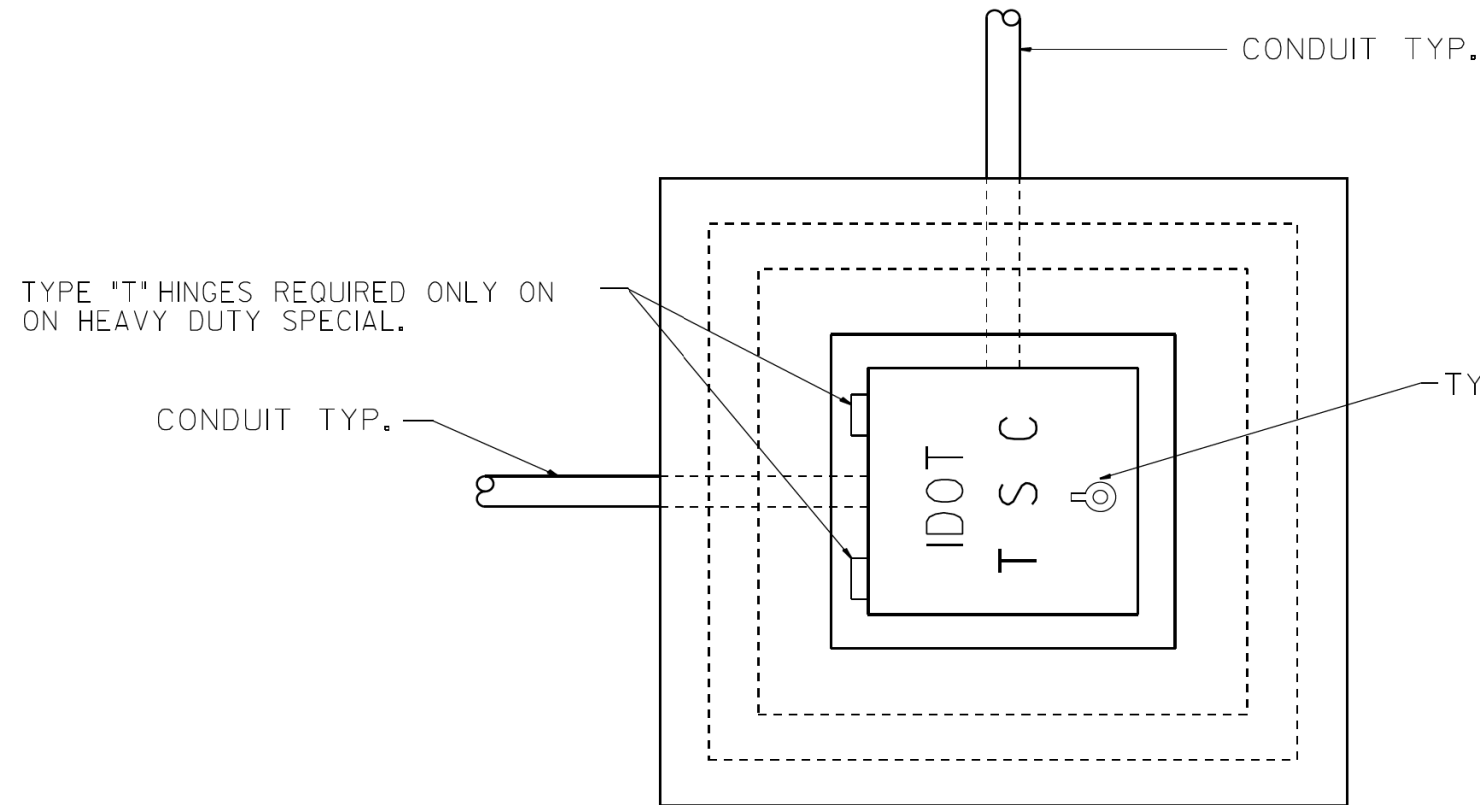 CONDUIT TYP.
TYPE "T" HINGES REQUIRED ONLY ON
ON HEAVY DUTY SPECIAL.
CONDUIT TYP.
IDOT
T S C